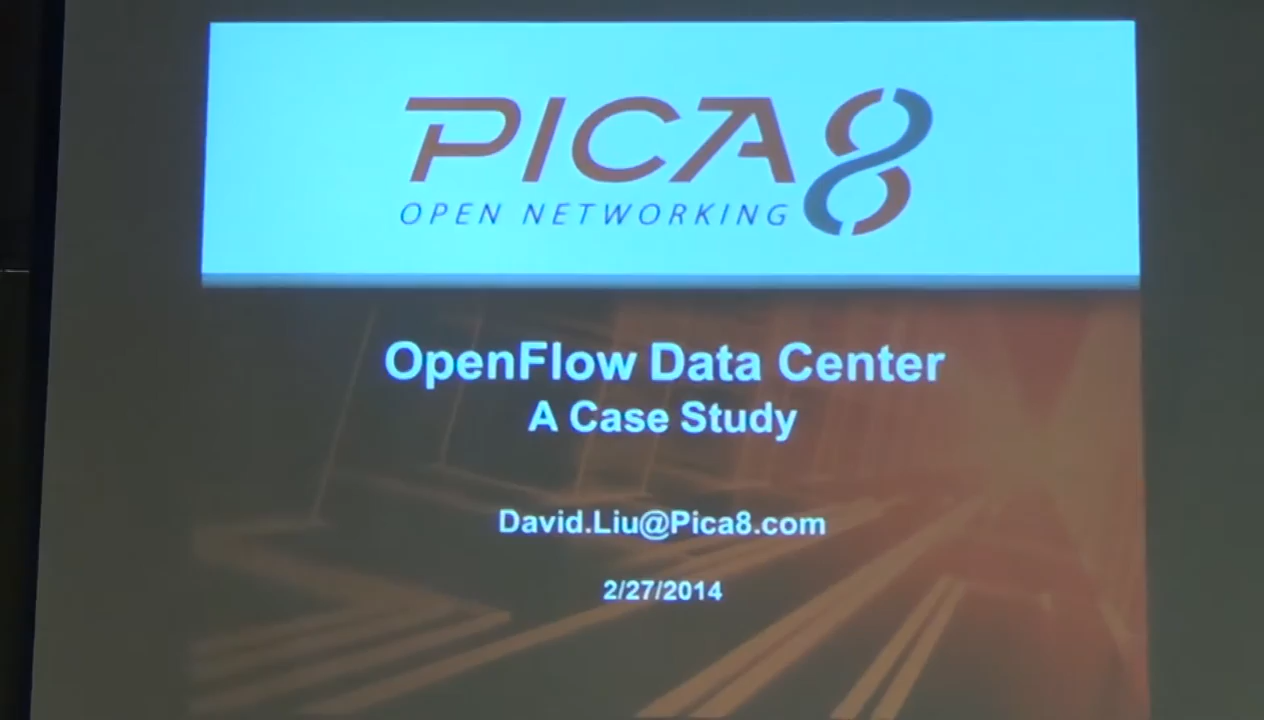 PICA8
OPEN NETWORKING
OpenFlow Data Center
A Case Study
David.Liu@Pica8.com
2/27/2014